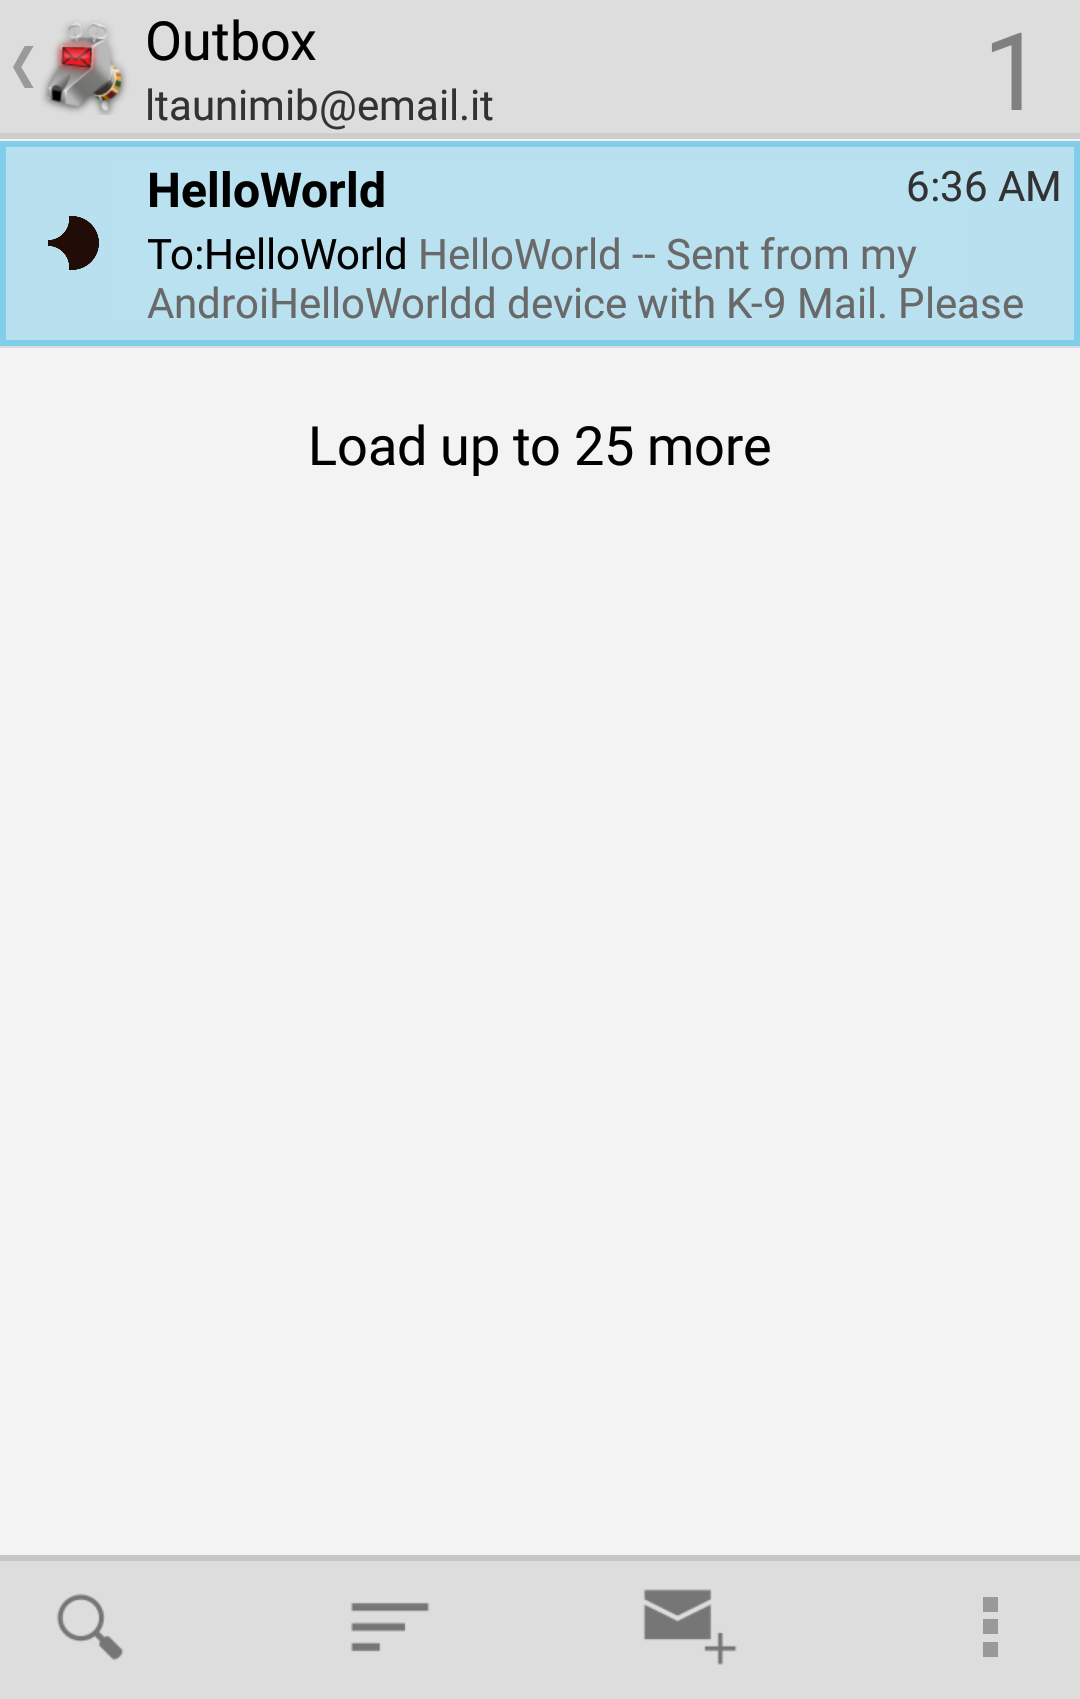 Outbox
1
ltaunimib@email.it
HelloWorld
6:36 AM
To:HelloWorld HelloWorld -- Sent from my
AndroiHelloWorldd device with K-9 Mail. Please
Load up to 25 more